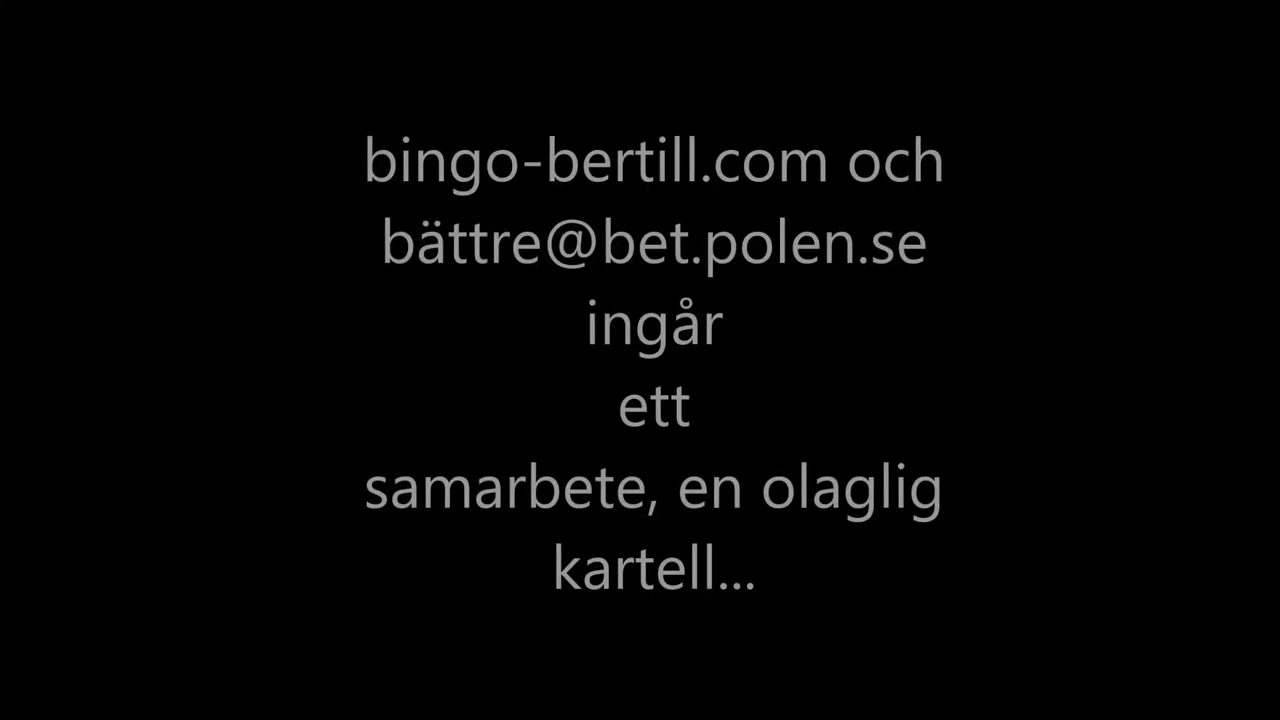 bingo-bertill.com och
bättre@bet.polen.se
ingår
ett
samarbete, en olaglig
kartell...